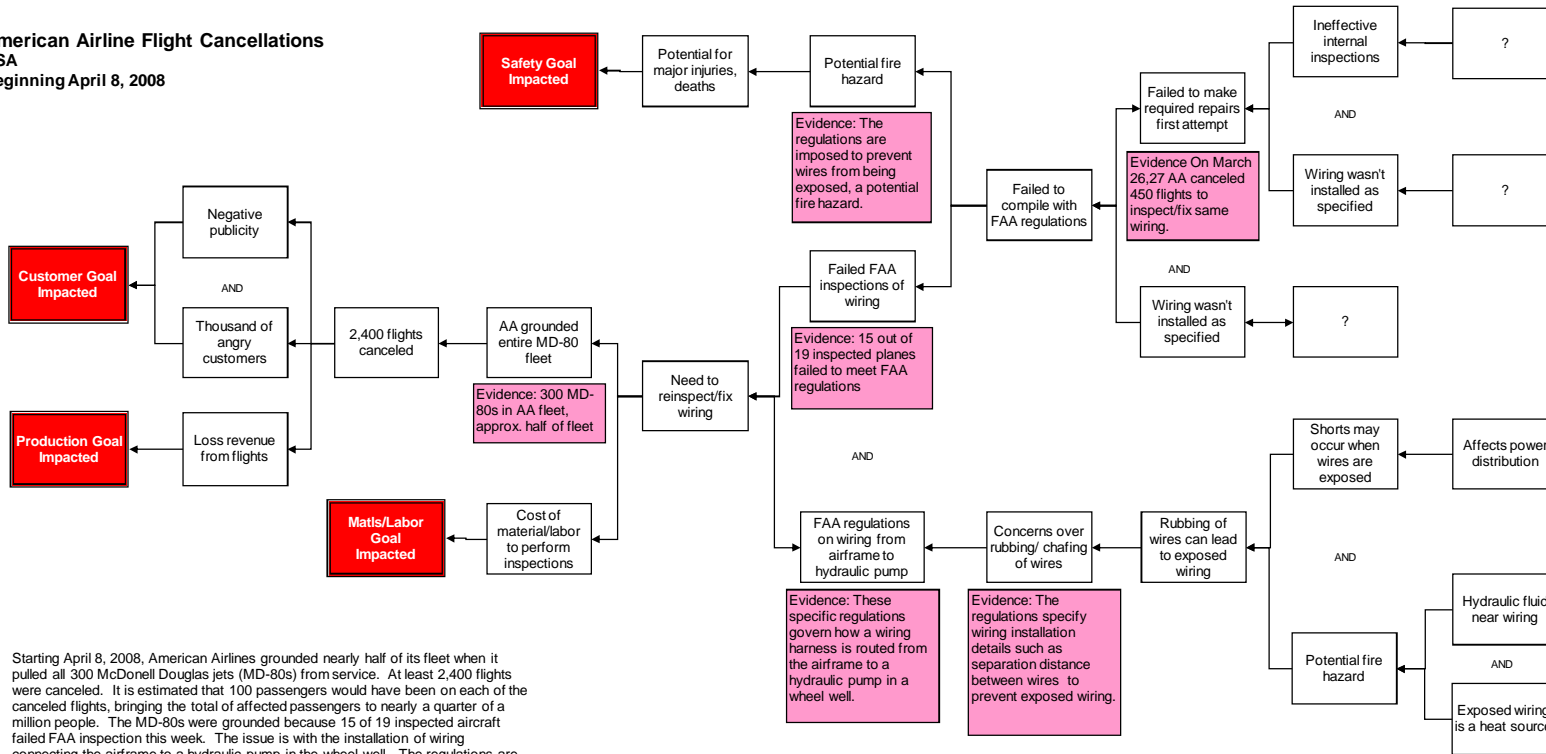 merican Airline Flight Cancellations
SA
eginning April 8, 2008
Safety Goal
Impacted
Potential for
major injuries,
deaths
Potential fire
hazard
Evidence: The
regulations are
imposed to prevent
wires from being
exposed, a potential
fire hazard.
Failed to
compile with
FAA regulations
Failed to make
required repairs
first attempt
Evidence On March
26,27 AA canceled
450 flights to
inspect/fix same
wiring.
Ineffective
internal
inspections
?
AND
Wiring wasn't
installed as
specified
?
AND
Wiring wasn't
installed as
specified
?
Customer Goal
Impacted
Negative
publicity
AND
Thousand of
angry
customers
2,400 flights
canceled
AA grounded
entire MD-80
fleet
Evidence: 300 MD-
80s in AA fleet,
approx. half of fleet
Need to
reinspect/fix
wiring
Failed FAA
inspections of
wiring
Evidence: 15 out of
19 inspected planes
failed to meet FAA
regulations
AND
Production Goal
Impacted
Loss revenue
from flights
Matls/Labor
Goal
Impacted
Cost of
material/labor
to perform
inspections
FAA regulations
on wiring from
airframe to
hydraulic pump
Evidence: These
specific regulations
govern how a wiring
harness is routed from
the airframe to a
hydraulic pump in a
wheel well.
Concerns over
rubbing/ chafing
of wires
Evidence: The
regulations specify
wiring installation
details such as
separation distance
between wires to
prevent exposed wiring.
Rubbing of
wires can lead
to exposed
wiring
Shorts may
occur when
wires are
exposed
Affects power
distribution
AND
Potential fire
hazard
Hydraulic fluid
near wiring
AND
Exposed wiring
is a heat source
Starting April 8, 2008, American Airlines grounded nearly half of its fleet when it
pulled all 300 McDonell Douglas jets (MD-80s) from service. At least 2,400 flights
were canceled. It is estimated that 100 passengers would have been on each of the
canceled flights, bringing the total of affected passengers to nearly a quarter of a
million people. The MD-80s were grounded because 15 of 19 inspected aircraft
failed FAA inspection this week. The issue is with the installation of wiring
connecting the airframe to a hydraulic pump in the wheel well. The regulations are